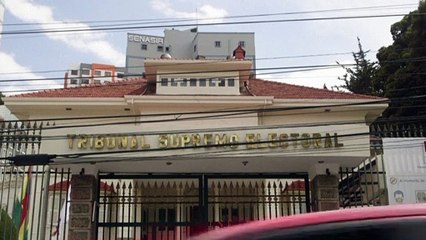 SENASIR
TRIBUNAL SUPREMO ELECTORAL